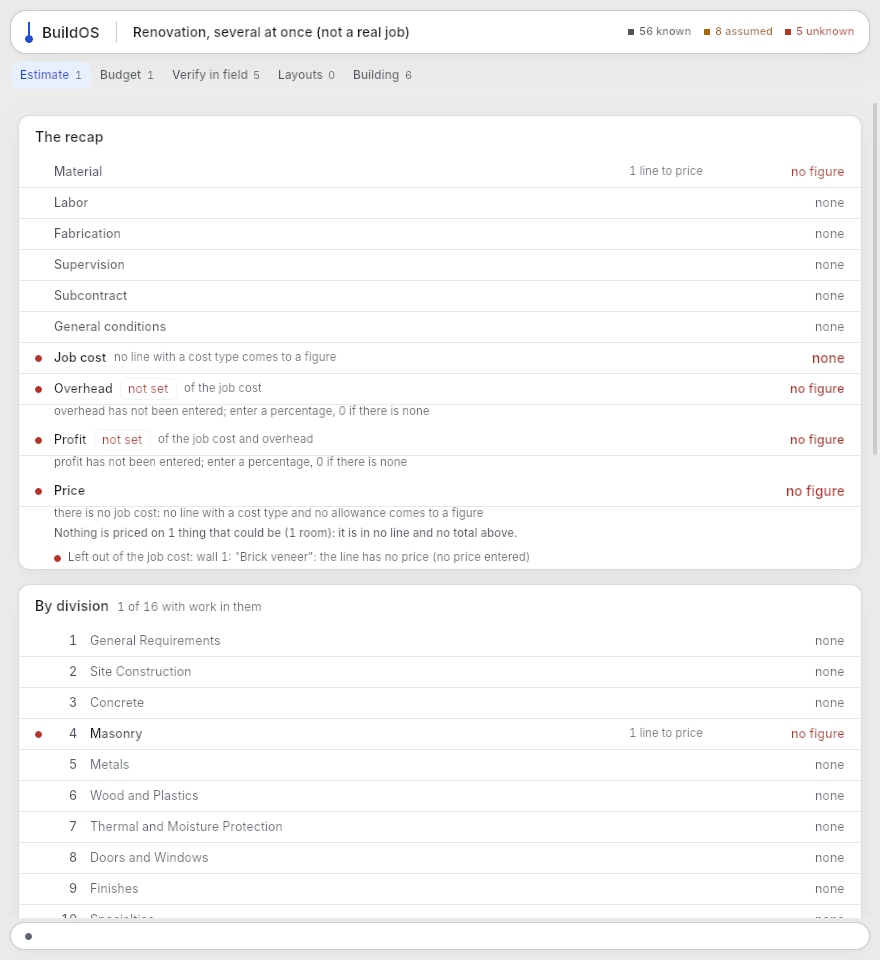 BuildOS Renovation, several at once (not a real job) 56 known 8 assumed 5 unknown
Estimate 1 Budget 1 Verify in field 5 Layouts 0 Building 6
The recap
Material 1 line to price no figure
Labor none
Fabrication none
Supervision none
Subcontract none
General conditions none
Job cost no line with a cost type comes to a figure none
Overhead not set of the job cost no figure
overhead has not been entered; enter a percentage, 0 if there is none
Profit not set of the job cost and overhead no figure
profit has not been entered; enter a percentage, 0 if there is none
Price no figure
there is no job cost: no line with a cost type and no allowance comes to a figure
Nothing is priced on 1 thing that could be (1 room): it is in no line and no total above.
Left out of the job cost: wall 1: "Brick veneer": the line has no price (no price entered)
By division 1 of 16 with work in them
1 General Requirements none
2 Site Construction none
3 Concrete none
4 Masonry 1 line to price no figure
5 Metals none
6 Wood and Plastics none
7 Thermal and Moisture Protection none
8 Doors and Windows none
9 Finishes none
10 Specialties none